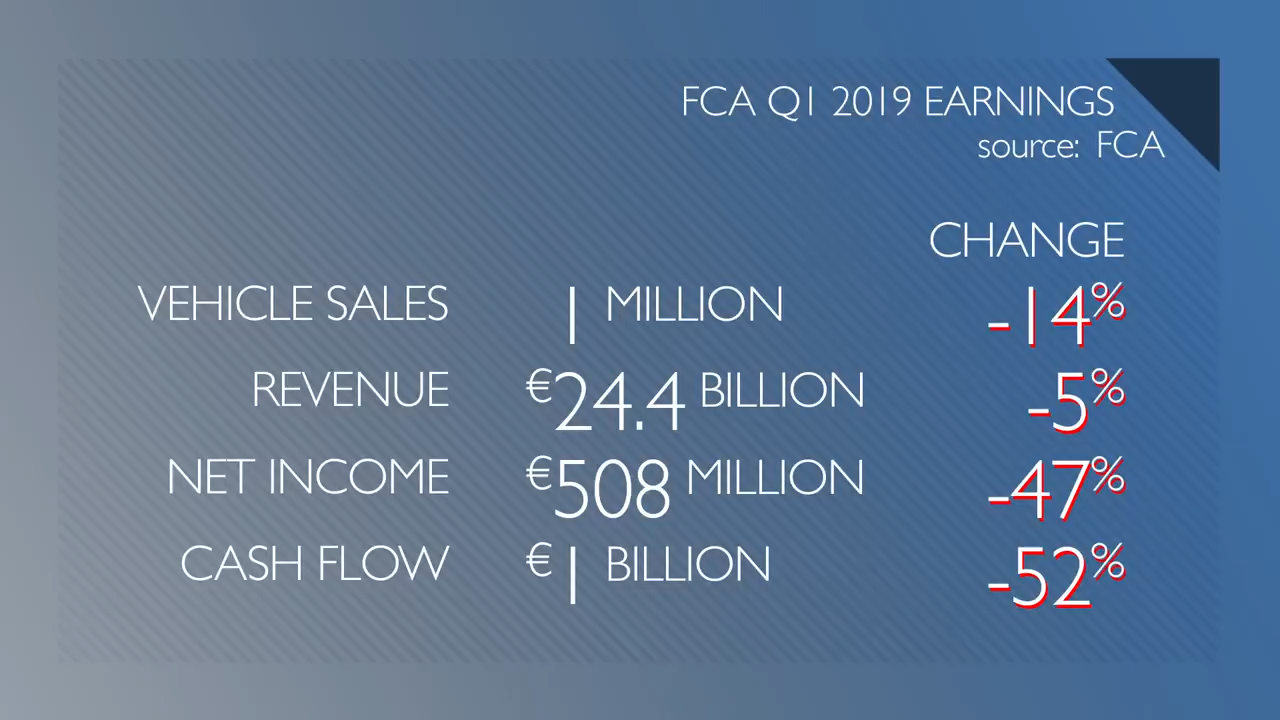 FCA Q1 2019 EARNINGS
source: FCA
CHANGE
VEHICLE SALES 1 MILLION -14%
REVENUE €24.4 BILLION -5%
NET INCOME €508 MILLION -47%
CASH FLOW €1 BILLION -52%